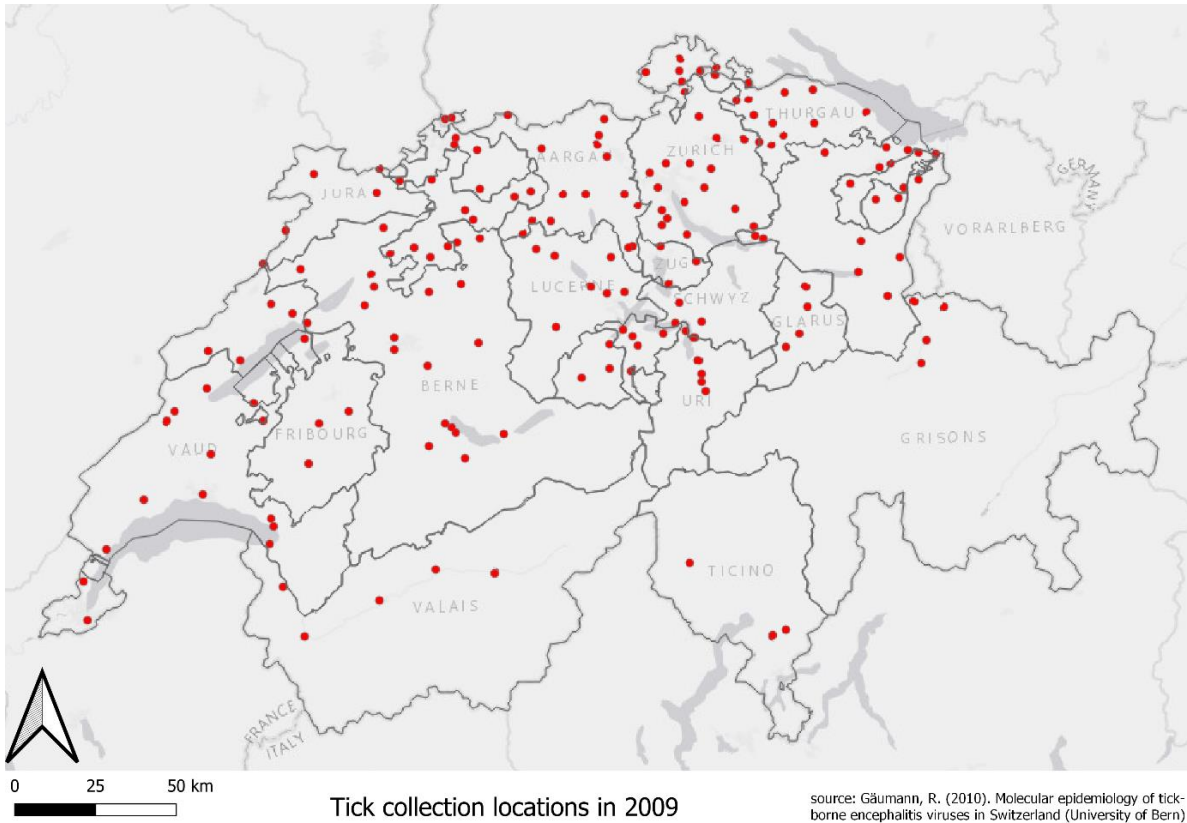 THURGAU
AARGAU
ZURICH
JURA
VORARLBERG
GERMANY
ZUG
LUCERNE
SCHWYZ
GLARUS
BERNE
URI
FRIBOURG
GRISONS
VAUD
TICINO
VALAIS
FRANCE
ITALY
0 25 50 km
Tick collection locations in 2009
source: Gäumann, R. (2010). Molecular epidemiology of tick-
borne encephalitis viruses in Switzerland (University of Bern)